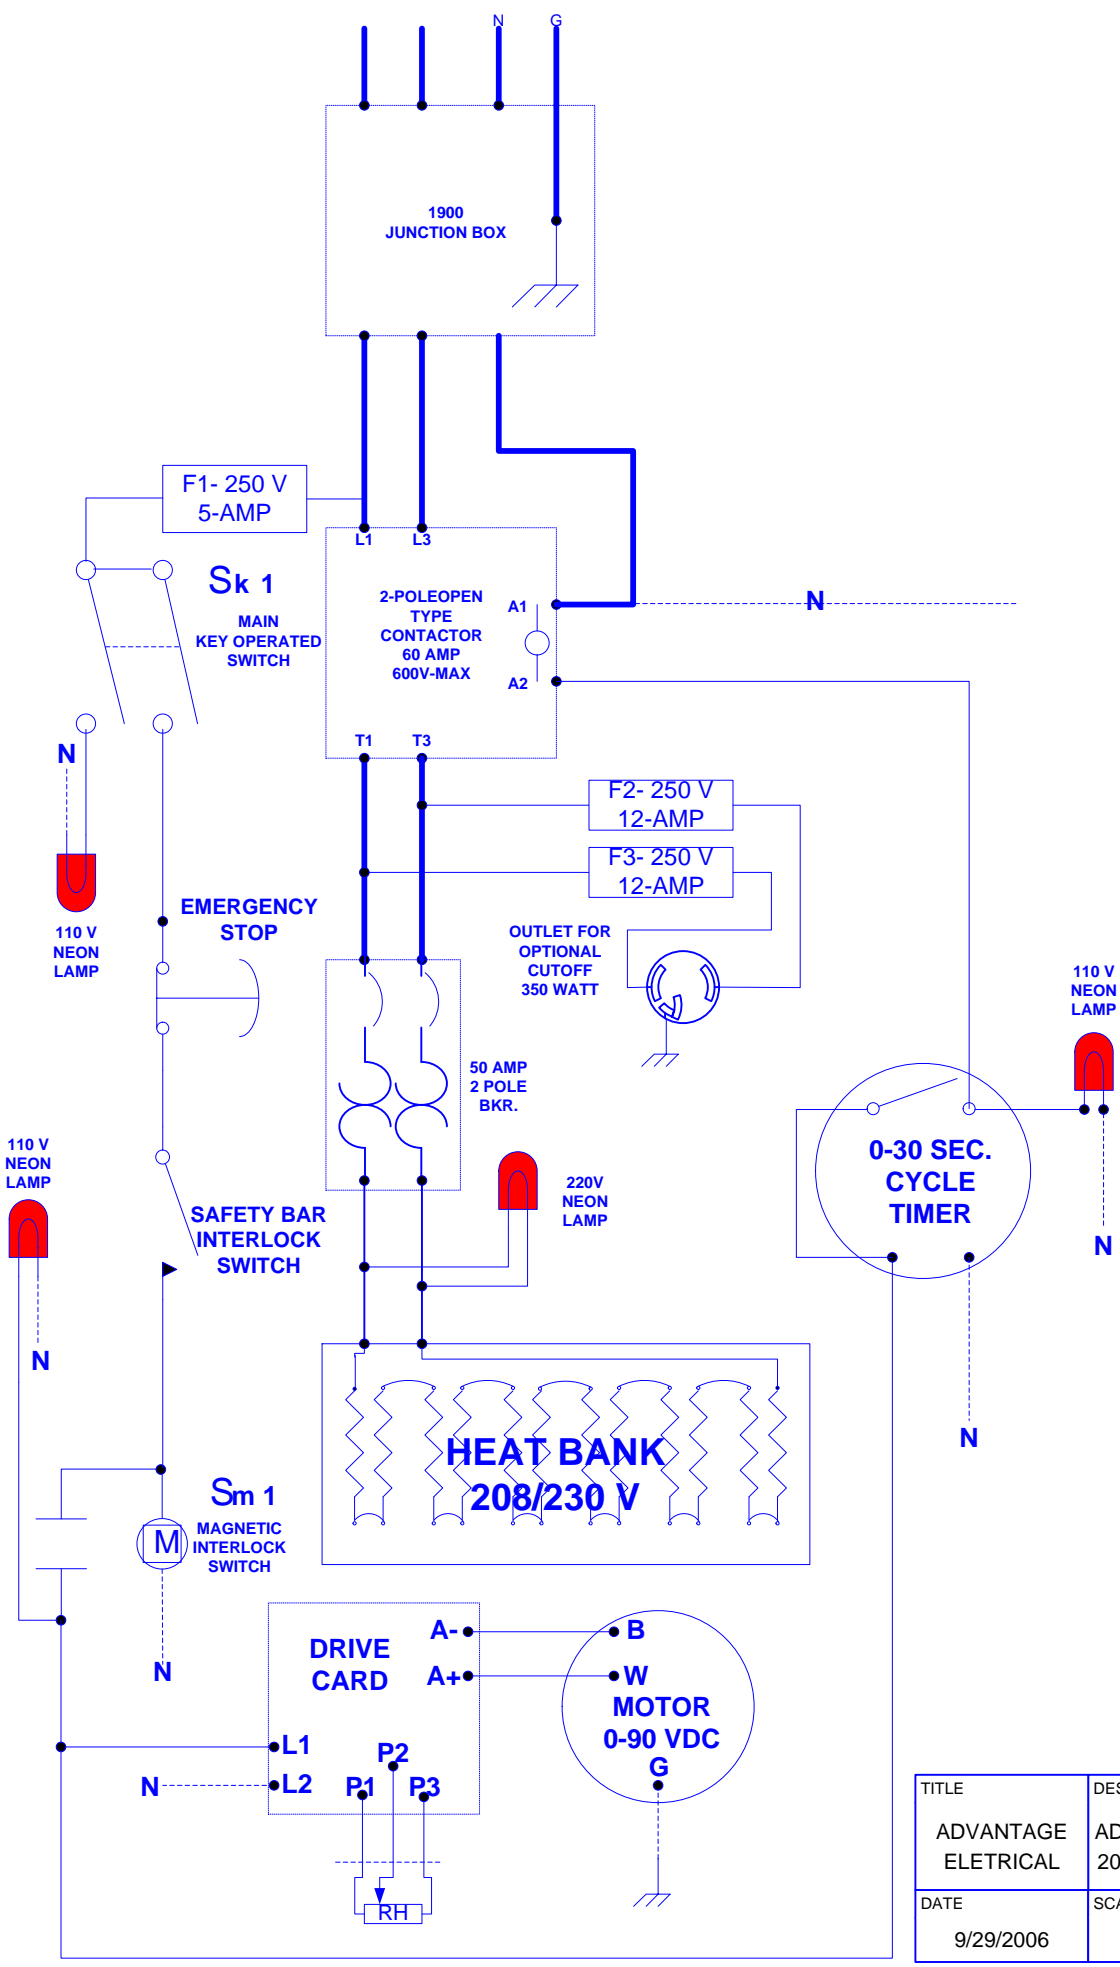 N
G
1900
JUNCTION BOX
F1- 250 V
5-AMP
L1
L3
Sk 1
MAIN
KEY OPERATED
SWITCH
2-POLEOPEN
TYPE
CONTACTOR
60 AMP
600V-MAX
A1
A2
N
T1
T3
N
F2- 250 V
12-AMP
F3- 250 V
12-AMP
110 V
NEON
LAMP
EMERGENCY
STOP
OUTLET FOR
OPTIONAL
CUTOFF
350 WATT
110 V
NEON
LAMP
50 AMP
2 POLE
BKR.
0-30 SEC.
CYCLE
TIMER
110 V
NEON
LAMP
220V
NEON
LAMP
SAFETY BAR
INTERLOCK
SWITCH
N
N
N
HEAT BANK
208/230 V
Sm 1
MAGNETIC
INTERLOCK
SWITCH
M
N
DRIVE
CARD
A-
A+
B
W
MOTOR
0-90 VDC
G
L1
N
L2
P1
P2
P3
RH
TITLE
DES
ADVANTAGE
ELETRICAL
AD
20
DATE
SCA
9/29/2006